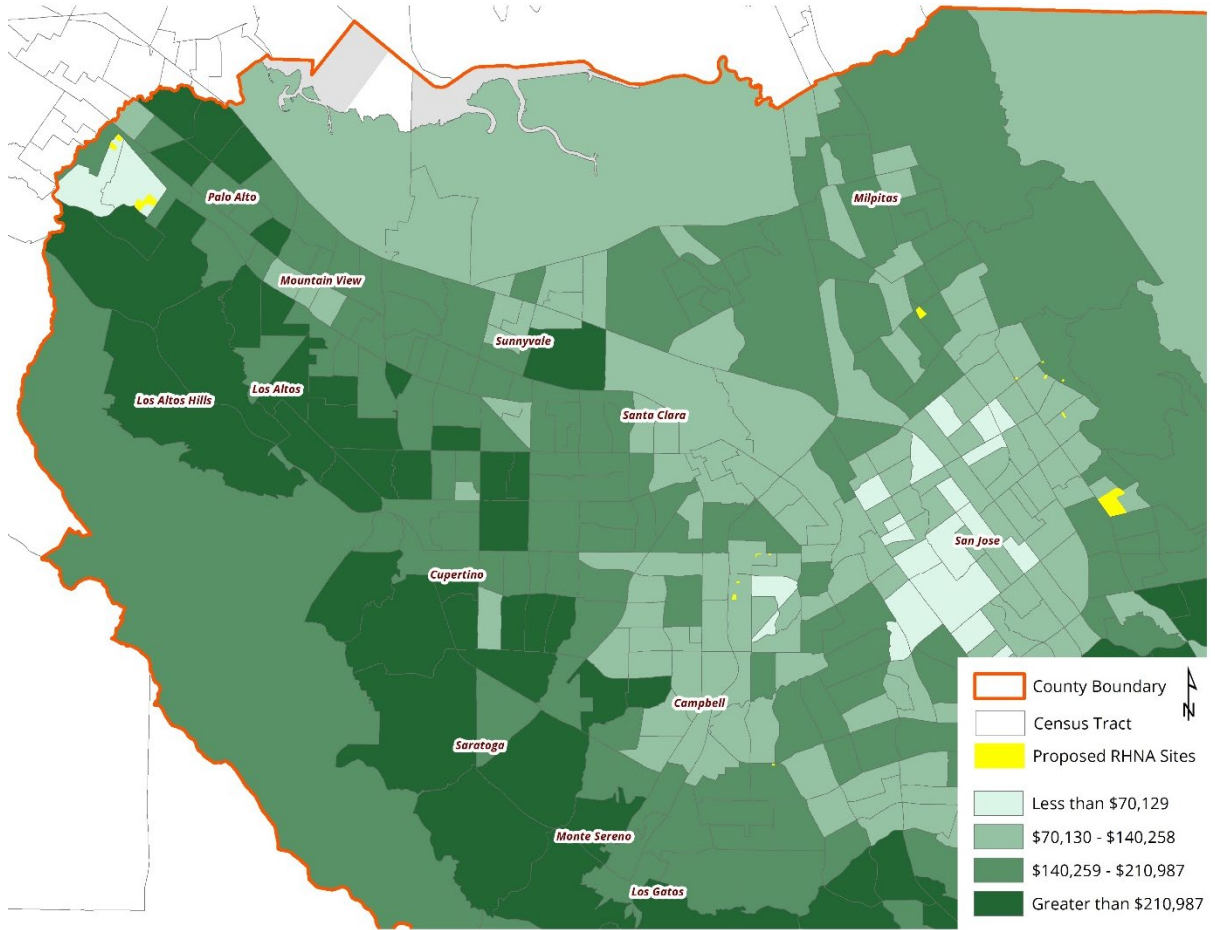 Palo Alto
Milpitas
Mountain View
Sunnyvale
Los Altos
Los Altos Hills
Santa Clara
San Jose
Cupertino
Campbell
Saratoga
Monte Sereno
Los Gatos
County Boundary
N
Census Tract
Proposed RHNA Sites
Less than $70,129
$70,130 - $140,258
$140,259 - $210,987
Greater than $210,987